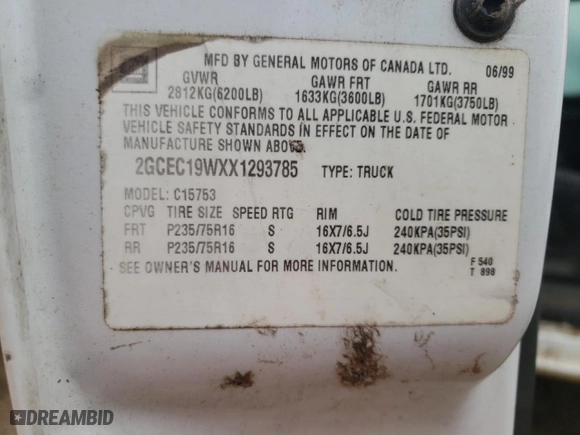 MFD BY GENERAL MOTORS OF CANADA LTD. 06/99
GVWR GAWR FRT GAWR RR
2812KG(6200LB) 1633KG(3600LB) 1701KG(3750LB)
THIS VEHICLE CONFORMS TO ALL APPLICABLE U.S. FEDERAL MOTOR
VEHICLE SAFETY STANDARDS IN EFFECT ON THE DATE OF
MANUFACTURE SHOWN ABOVE.
2GCEC19WXX1293785 TYPE: TRUCK
MODEL: C15753
CPVG TIRE SIZE SPEED RTG RIM COLD TIRE PRESSURE
FRT P235/75R16 S 16X7/6.5J 240KPA(35PSI)
RR P235/75R16 S 16X7/6.5J 240KPA(35PSI)
SEE OWNER'S MANUAL FOR MORE INFORMATION. F 540
T 898
DREAMBID